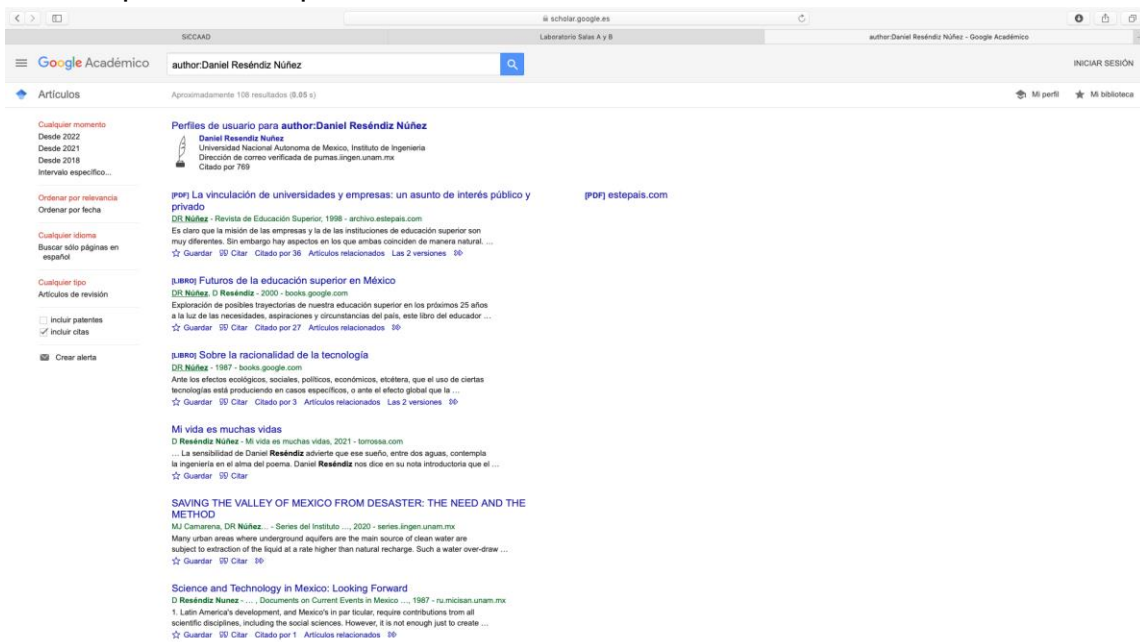 scholar.google.es
SICCAAD
Laboratorio Salas A y B
author:Daniel Reséndiz Núñez - Google Académico
Google Académico
author:Daniel Reséndiz Núñez
INICIAR SESIÓN
Artículos
Aproximadamente 108 resultados (0.05 s)
Mi perfil
Mi biblioteca
Cualquier momento
Desde 2022
Desde 2021
Desde 2018
Intervalo específico...
Ordenar por relevancia
Ordenar por fecha
Cualquier idioma
Buscar sólo páginas en
español
Cualquier tipo
Artículos de revisión
incluir patentes
incluir citas
Crear alerta
Perfiles de usuario para author:Daniel Reséndiz Núñez
Daniel Resendiz Nuñez
Universidad Nacional Autonoma de Mexico, Instituto de Ingenieria
Dirección de correo verificada de pumas.iingen.unam.mx
Citado por 769
[PDF] La vinculación de universidades y empresas: un asunto de interés público y
privado
DR Núñez - Revista de Educación Superior, 1998 - archivo.estepais.com
Es claro que la misión de las empresas y la de las instituciones de educación superior son
muy diferentes. Sin embargo hay aspectos en los que ambas coinciden de manera natural. ...
Guardar Citar Citado por 36 Artículos relacionados Las 2 versiones
[PDF] estepais.com
[LIBRO] Futuros de la educación superior en México
DR Núñez, D Reséndiz - 2000 - books.google.com
Exploración de posibles trayectorias de nuestra educación superior en los próximos 25 años
a la luz de las necesidades, aspiraciones y circunstancias del país, este libro del educador ...
Guardar Citar Citado por 27 Artículos relacionados
[LIBRO] Sobre la racionalidad de la tecnología
DR Núñez - 1987 - books.google.com
Ante los efectos ecológicos, sociales, políticos, económicos, etcétera, que el uso de ciertas
tecnologías está produciendo en casos específicos, o ante el efecto global que la ...
Guardar Citar Citado por 3 Artículos relacionados Las 2 versiones
Mi vida es muchas vidas
D Reséndiz Núñez - Mi vida es muchas vidas, 2021 - torrossa.com
... La sensibilidad de Daniel Reséndiz advierte que ese sueño, entre dos aguas, contempla
la ingeniería en el alma del poema. Daniel Reséndiz nos dice en su nota introductoria que el ...
Guardar Citar
SAVING THE VALLEY OF MEXICO FROM DESASTER: THE NEED AND THE
METHOD
MJ Camarena, DR Núñez... - Series del Instituto ..., 2020 - series.iingen.unam.mx
Many urban areas where underground aquifers are the main source of clean water are
subject to extraction of the liquid at a rate higher than natural recharge. Such a water over-draw ...
Guardar Citar
Science and Technology in Mexico: Looking Forward
D Reséndiz Nunez - ... , Documents on Current Events in Mexico ..., 1987 - ru.micisan.unam.mx
1. Latin America's development, and Mexico's in par ticular, require contributions trom all
scientific disciplines, including the social sciences. However, it is not enough just to create ...
Guardar Citar Citado por 1 Artículos relacionados